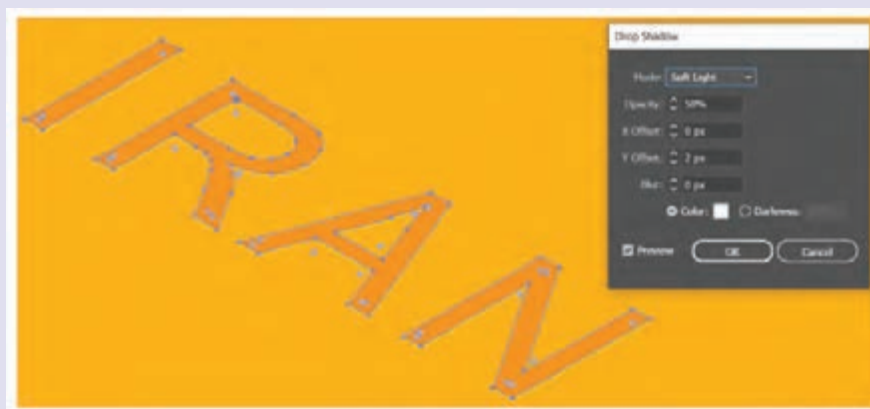 IRAN
Drop Shadow
Mode: Soft Light
Opacity: 50%
X Offset: 0 px
Y Offset: 2 px
Blur: 0 px
Color: Darkness:
Preview OK Cancel